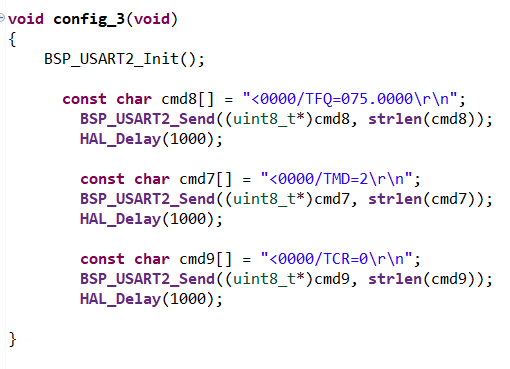 void config_3(void)
{
    BSP_USART2_Init();

      const char cmd8[] = "<0000/TFQ=075.0000\r\n";
        BSP_USART2_Send((uint8_t*)cmd8, strlen(cmd8));
        HAL_Delay(1000);

        const char cmd7[] = "<0000/TMD=2\r\n";
        BSP_USART2_Send((uint8_t*)cmd7, strlen(cmd7));
        HAL_Delay(1000);

        const char cmd9[] = "<0000/TCR=0\r\n";
        BSP_USART2_Send((uint8_t*)cmd9, strlen(cmd9));
        HAL_Delay(1000);

}